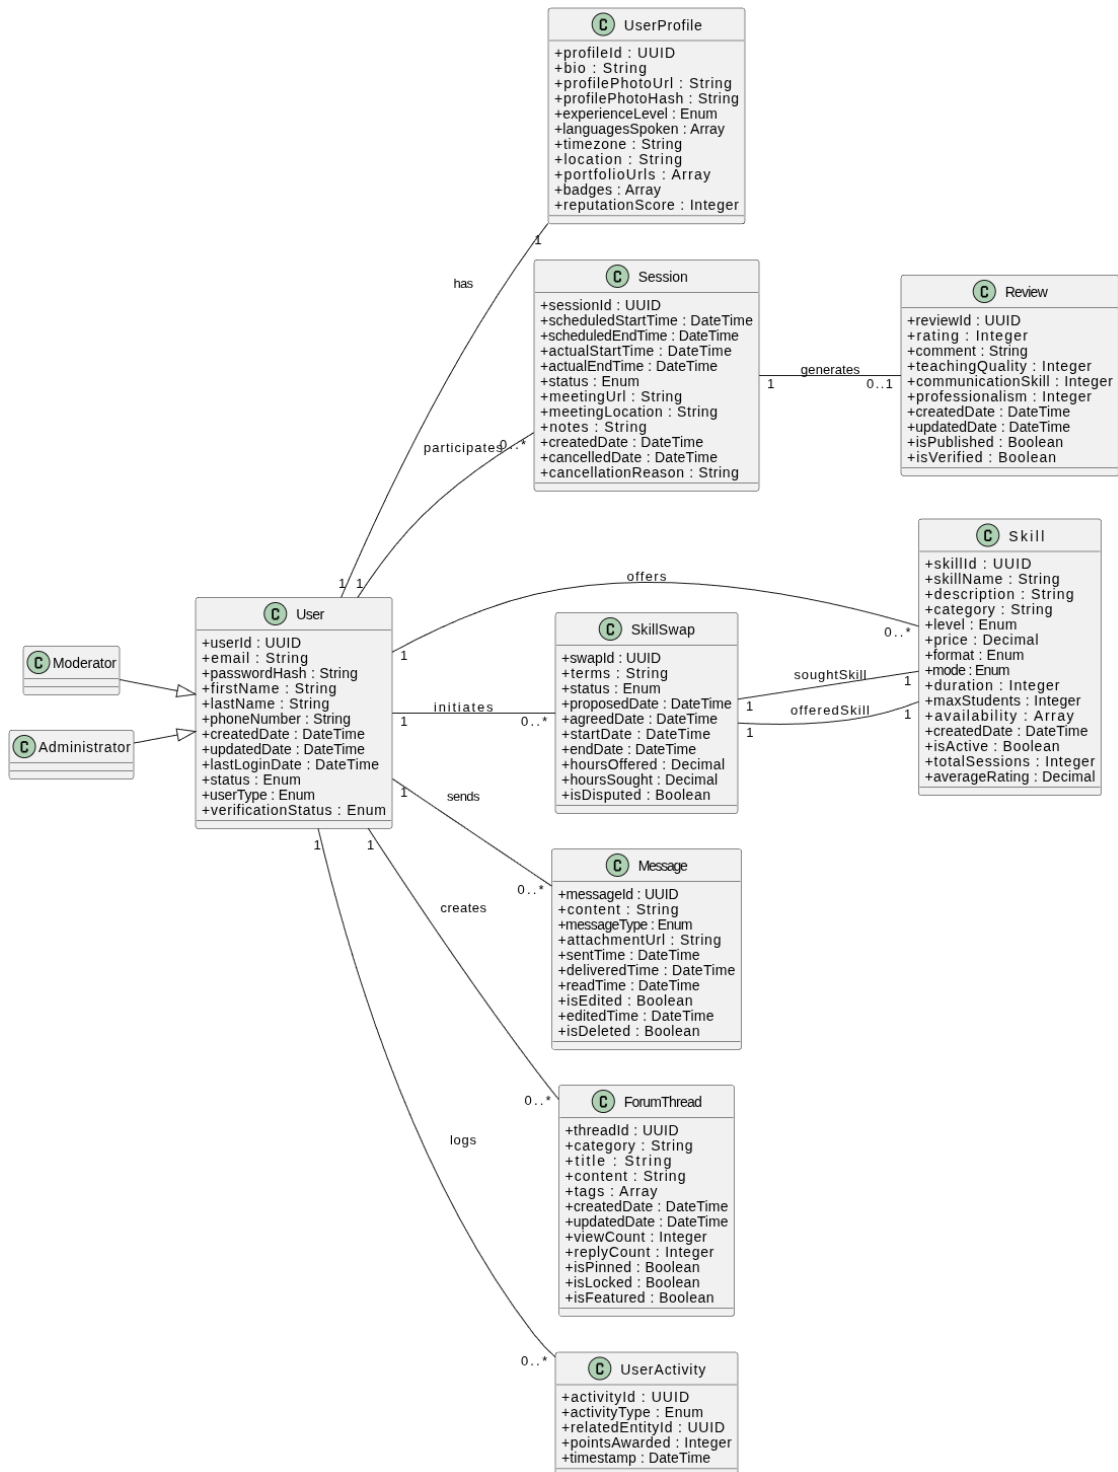 C UserProfile
+profileId : UUID
+bio : String
+profilePhotoUrl : String
+profilePhotoHash : String
+experienceLevel : Enum
+languagesSpoken : Array
+timezone : String
+location : String
+portfolioUrls : Array
+badges : Array
+reputationScore : Integer
1
has
C Session
+sessionId : UUID
+scheduledStartTime : DateTime
+scheduledEndTime : DateTime
+actualStartTime : DateTime
+actualEndTime : DateTime
+status : Enum
+meetingUrl : String
+meetingLocation : String
+notes : String
+createdDate : DateTime
+cancelledDate : DateTime
+cancellationReason : String
generates
1
0..1
C Review
+reviewId : UUID
+rating : Integer
+comment : String
+teachingQuality : Integer
+communicationSkill : Integer
+professionalism : Integer
+createdDate : DateTime
+updatedDate : DateTime
+isPublished : Boolean
+isVerified : Boolean
participates
0..*
1
1
C Moderator
C Administrator
C User
+userId : UUID
+email : String
+passwordHash : String
+firstName : String
+lastName : String
+phoneNumber : String
+createdDate : DateTime
+updatedDate : DateTime
+lastLoginDate : DateTime
+status : Enum
+userType : Enum
+verificationStatus : Enum
offers
1
0..*
initiates
1
0..*
C SkillSwap
+swapId : UUID
+terms : String
+status : Enum
+proposedDate : DateTime
+agreedDate : DateTime
+startDate : DateTime
+endDate : DateTime
+hoursOffered : Decimal
+hoursSought : Decimal
+isDisputed : Boolean
soughtSkill
1
1
offeredSkill
1
1
C Skill
+skillId : UUID
+skillName : String
+description : String
+category : String
+level : Enum
+price : Decimal
+format : Enum
+mode : Enum
+duration : Integer
+maxStudents : Integer
+availability : Array
+createdDate : DateTime
+isActive : Boolean
+totalSessions : Integer
+averageRating : Decimal
1
sends
0..*
C Message
+messageId : UUID
+content : String
+messageType : Enum
+attachmentUrl : String
+sentTime : DateTime
+deliveredTime : DateTime
+readTime : DateTime
+isEdited : Boolean
+editedTime : DateTime
+isDeleted : Boolean
1
creates
0..*
C ForumThread
+threadId : UUID
+category : String
+title : String
+content : String
+tags : Array
+createdDate : DateTime
+updatedDate : DateTime
+viewCount : Integer
+replyCount : Integer
+isPinned : Boolean
+isLocked : Boolean
+isFeatured : Boolean
1
logs
0..*
C UserActivity
+activityId : UUID
+activityType : Enum
+relatedEntityId : UUID
+pointsAwarded : Integer
+timestamp : DateTime